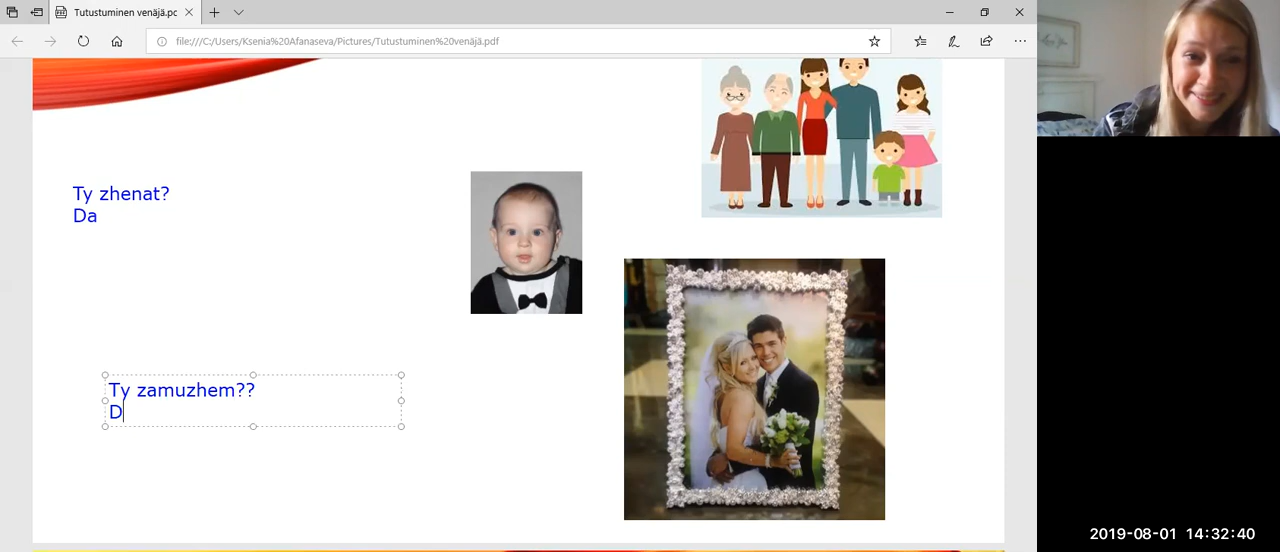 Tutustuminen venäjä.pc
file:///C:/Users/Ksenia%20Afanaseva/Pictures/Tutustuminen%20venäjä.pdf
Ty zhenat?
Da
Ty zamuzhem??
D
2019-08-01 14:32:40